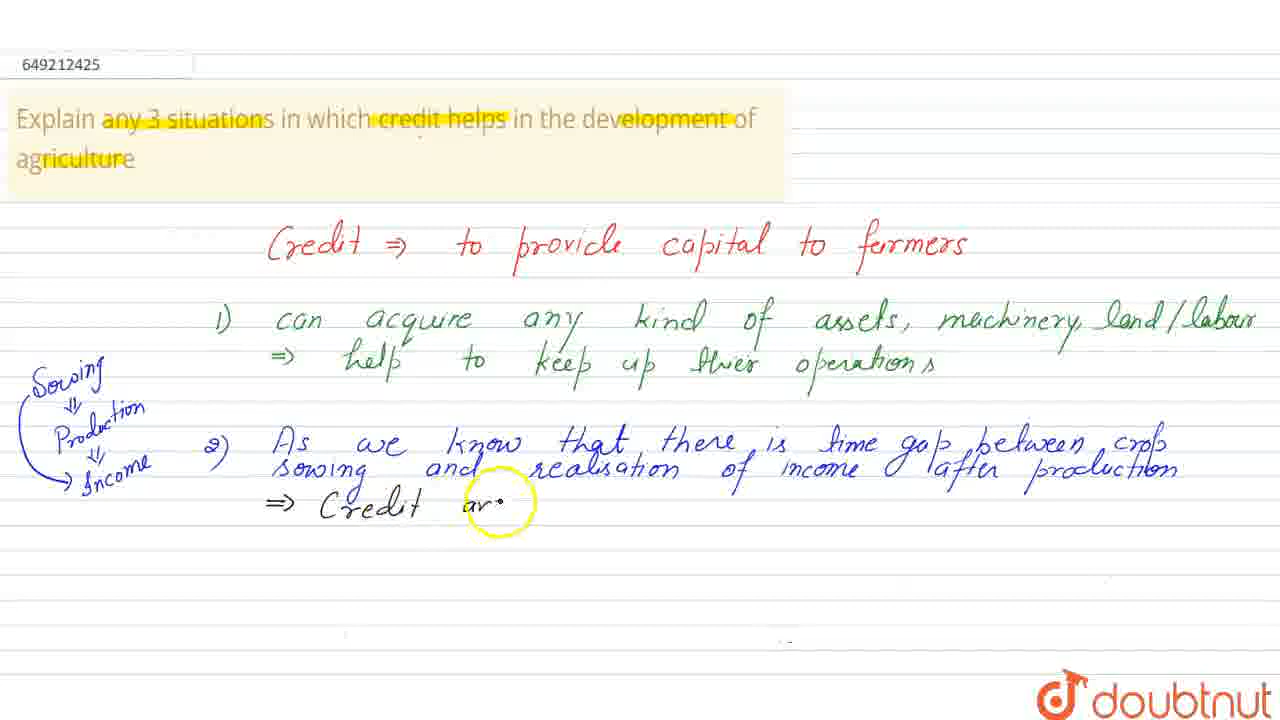 649212425
Explain any 3 situations in which credit helps in the development of
agriculture
Credit ⇒ to provide capital to farmers
1) can acquire any kind of assets, machinery, land/labour
⇒ help to keep up their operations
Sowing
⇓
Production
⇓
Income
2) As we know that there is time gap between crop
sowing and realisation of income after production
⇒ Credit ar
doubtnut